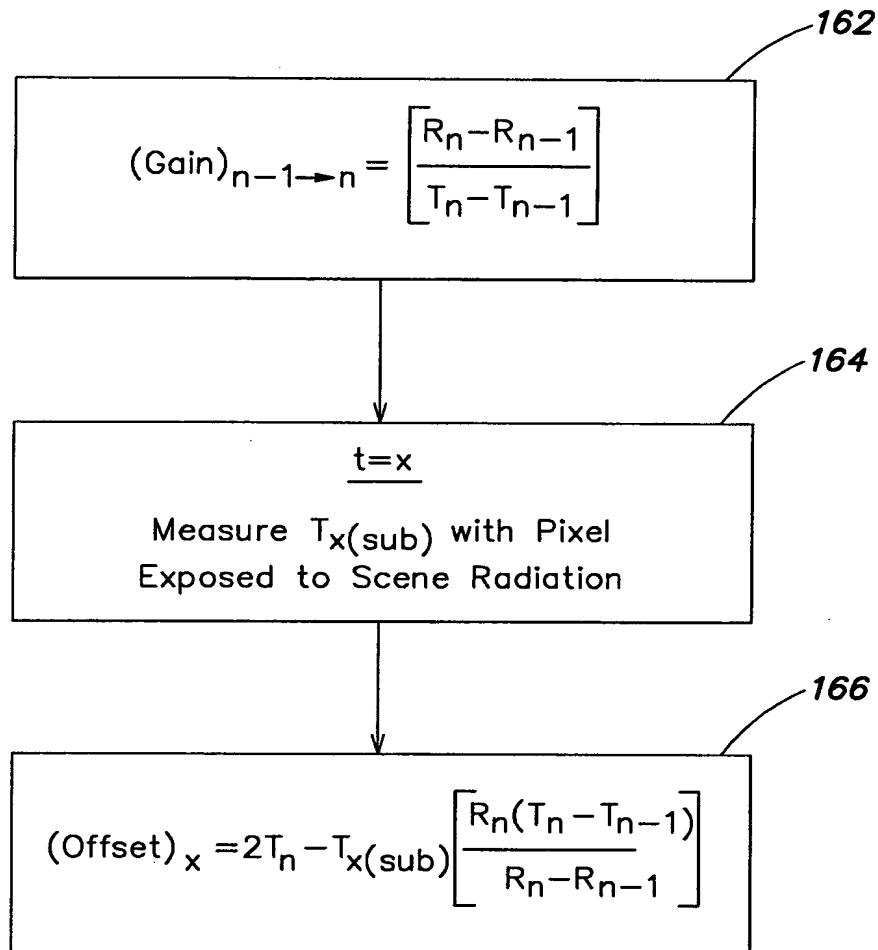 162
(Gain)n−1→n = [Rn−Rn−1 / Tn−Tn−1]
164
t=x
Measure Tx(sub) with Pixel
Exposed to Scene Radiation
166
(Offset)x =2Tn−Tx(sub)[Rn(Tn−Tn−1) / Rn−Rn−1]